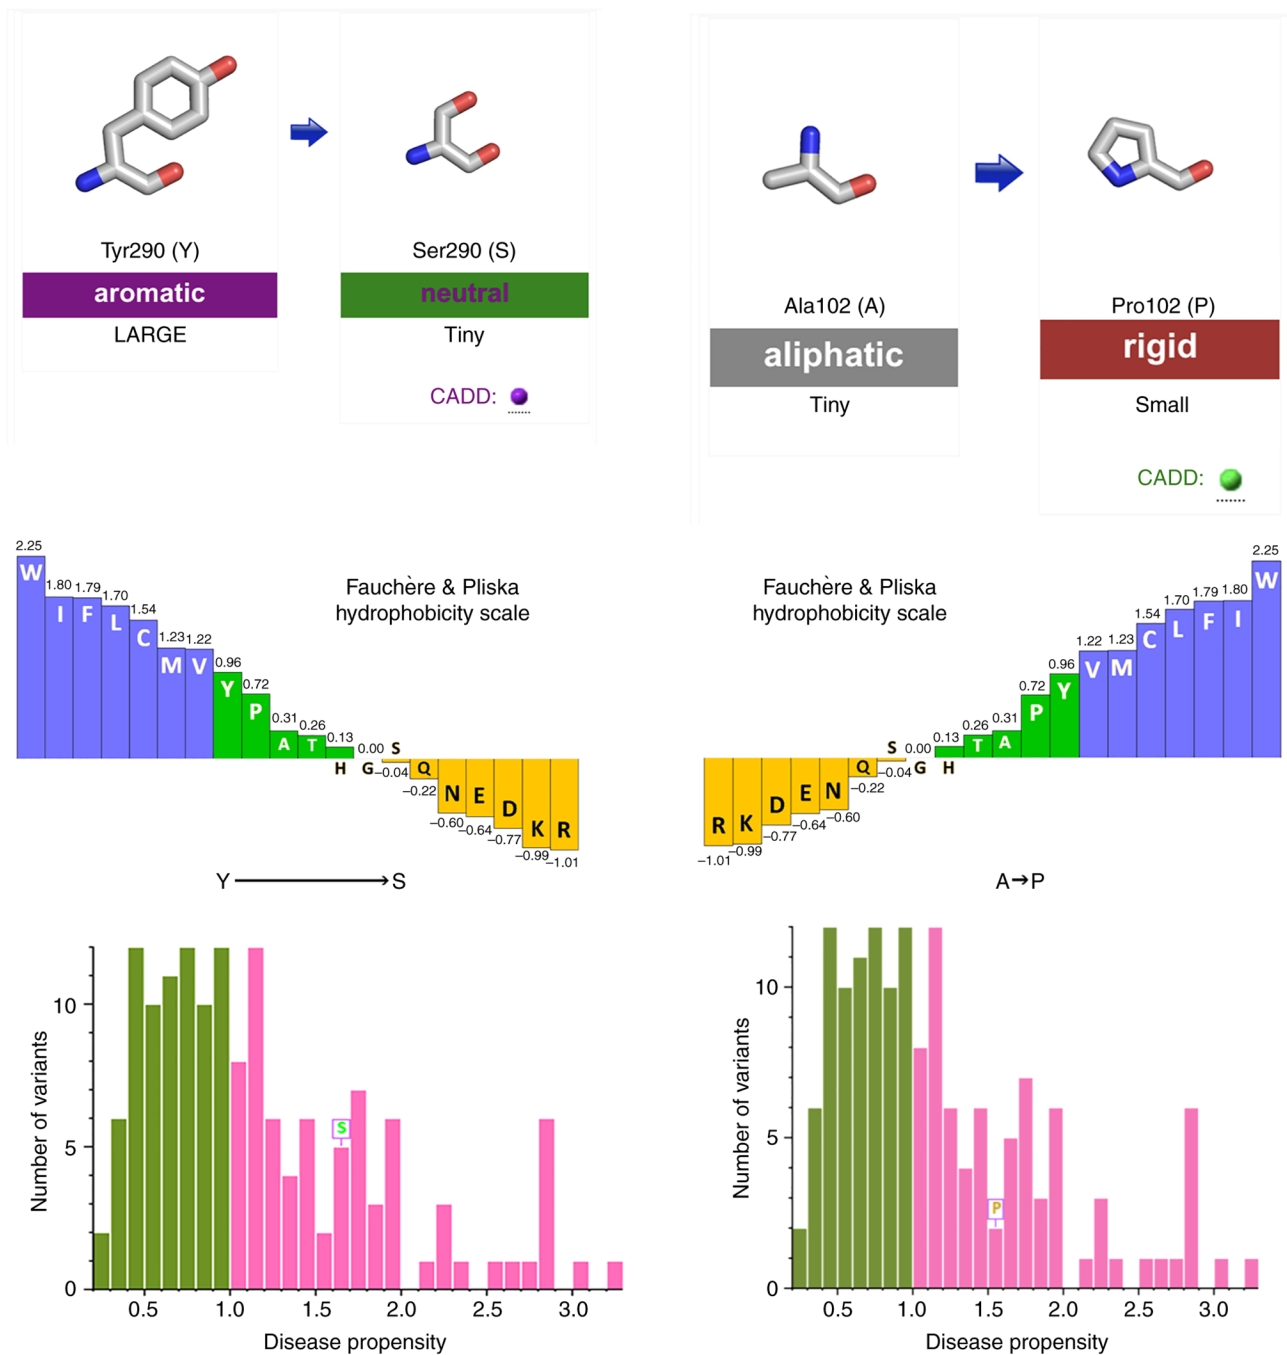 Tyr290 (Y)
Ser290 (S)
aromatic
neutral
LARGE
Tiny
CADD:
Ala102 (A)
Pro102 (P)
aliphatic
rigid
Tiny
Small
CADD:
Fauchère & Pliska
hydrophobicity scale
2.25
1.80
1.79
1.70
1.54
1.23
1.22
0.96
0.72
0.31
0.26
0.13
0.00
–0.04
–0.22
–0.60
–0.64
–0.77
–0.99
–1.01
W
I
F
L
C
M
V
Y
P
A
T
H
G
S
Q
N
E
D
K
R
Y
S
Fauchère & Pliska
hydrophobicity scale
–1.01
–0.99
–0.77
–0.64
–0.60
–0.22
–0.04
0.00
0.13
0.26
0.31
0.72
0.96
1.22
1.23
1.54
1.70
1.79
1.80
2.25
R
K
D
E
N
Q
S
G
H
T
A
P
Y
V
M
C
L
F
I
W
A
P
Number of variants
10
5
0
S
0.5
1.0
1.5
2.0
2.5
3.0
Disease propensity
Number of variants
10
5
0
P
0.5
1.0
1.5
2.0
2.5
3.0
Disease propensity